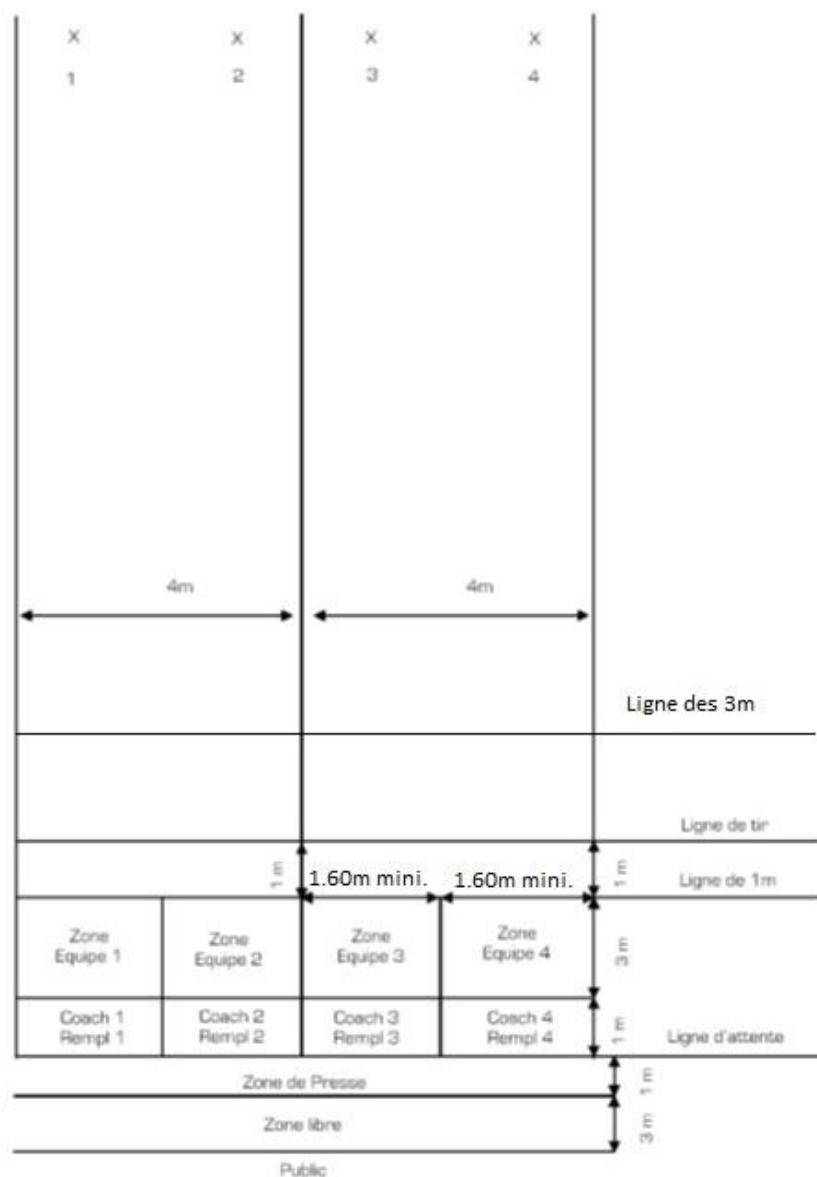 X X X X
1 2 3 4
4m 4m
Ligne des 3m
Ligne de tir
1 m 1.60m mini. 1.60m mini. 1 m Ligne de 1m
Zone Zone Zone Zone
Equipe 1 Equipe 2 Equipe 3 Equipe 4
3 m
Coach 1 Coach 2 Coach 3 Coach 4
Rempl 1 Rempl 2 Rempl 3 Rempl 4
1 m Ligne d'attente
Zone de Presse 1 m
Zone libre 3 m
Public